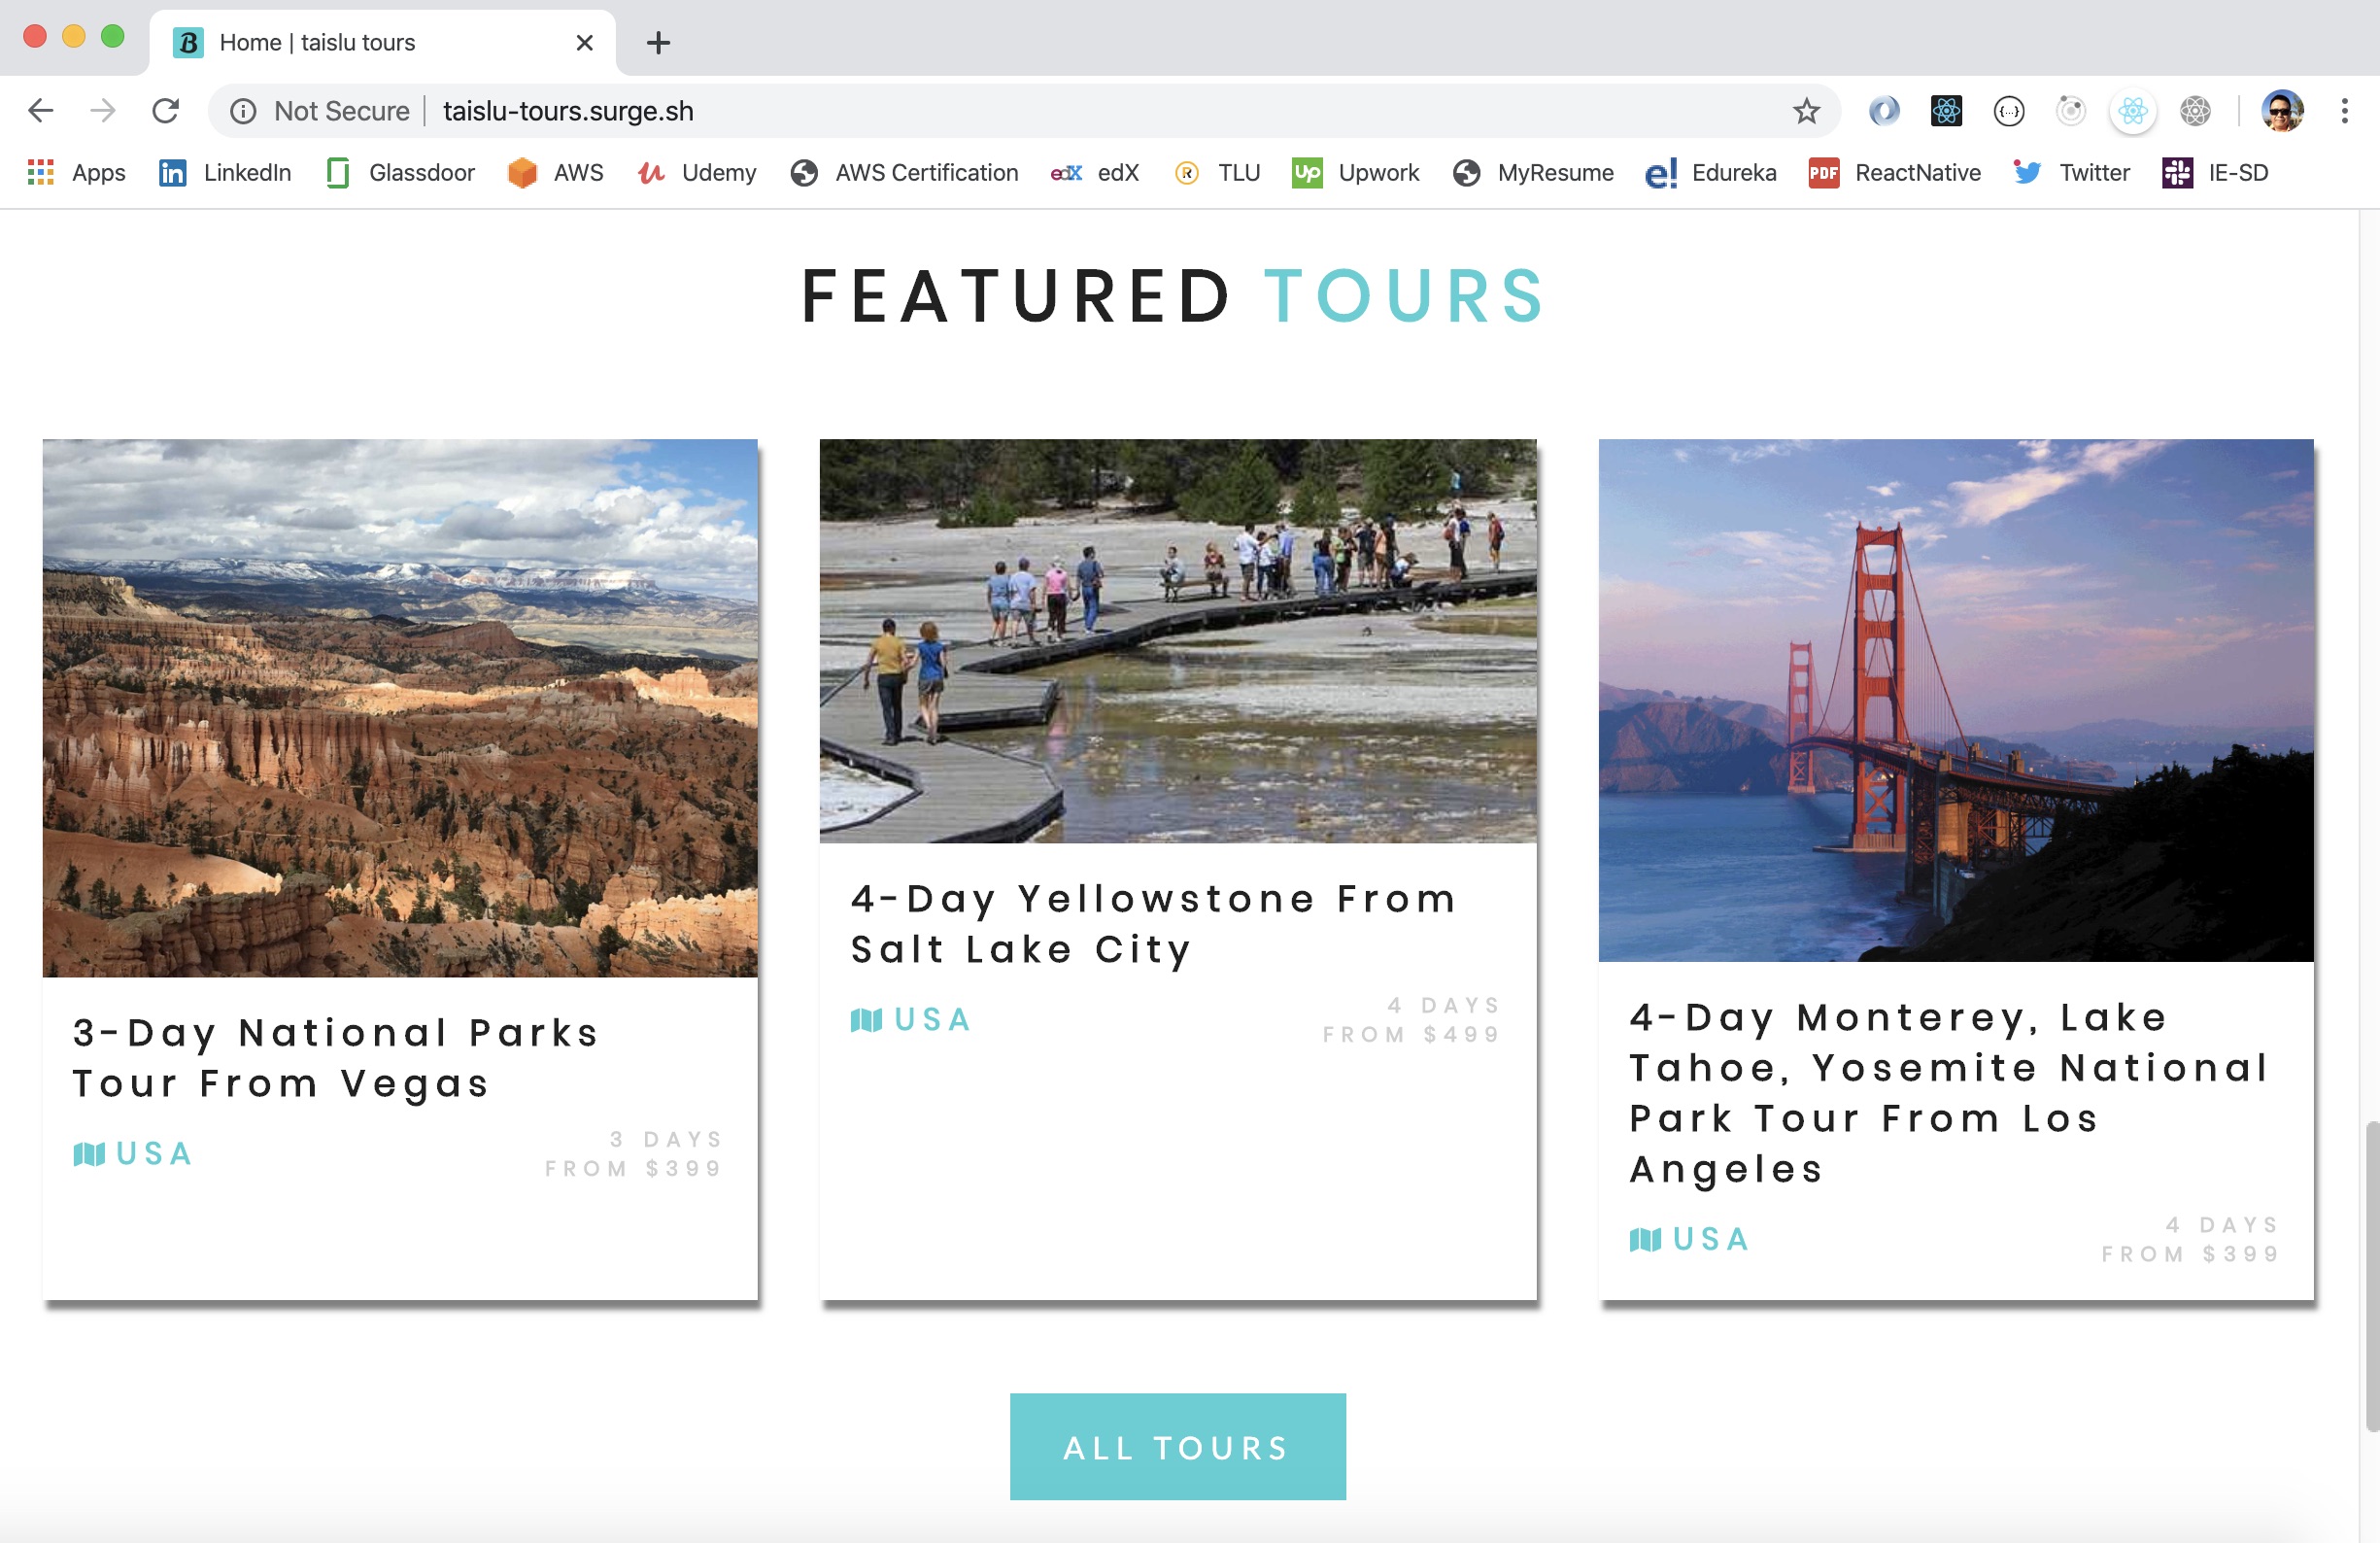 Home | taislu tours
Not Secure | taislu-tours.surge.sh
Apps LinkedIn Glassdoor AWS Udemy AWS Certification edX edX TLU Up Upwork MyResume e! Edureka PDF ReactNative Twitter IE-SD
FEATURED TOURS
3-Day National Parks
Tour From Vegas
USA
3 DAYS
FROM $399
4-Day Yellowstone From
Salt Lake City
USA
4 DAYS
FROM $499
4-Day Monterey, Lake
Tahoe, Yosemite National
Park Tour From Los
Angeles
USA
4 DAYS
FROM $399
ALL TOURS